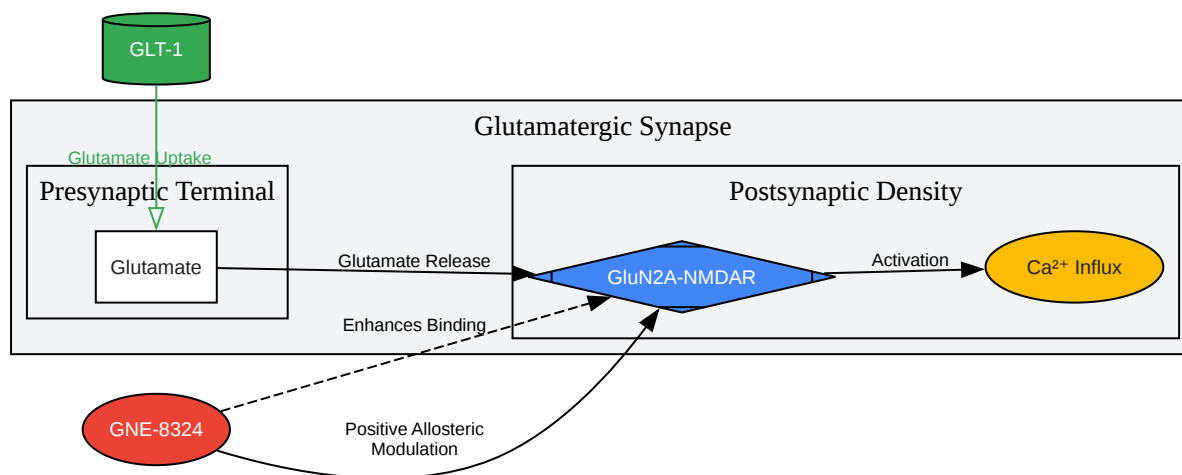 GLT-1
Glutamatergic Synapse
Glutamate Uptake
Presynaptic Terminal
Postsynaptic Density
Glutamate
Glutamate Release
GluN2A-NMDAR
Activation
Ca²⁺ Influx
Enhances Binding
GNE-8324
Positive Allosteric
Modulation